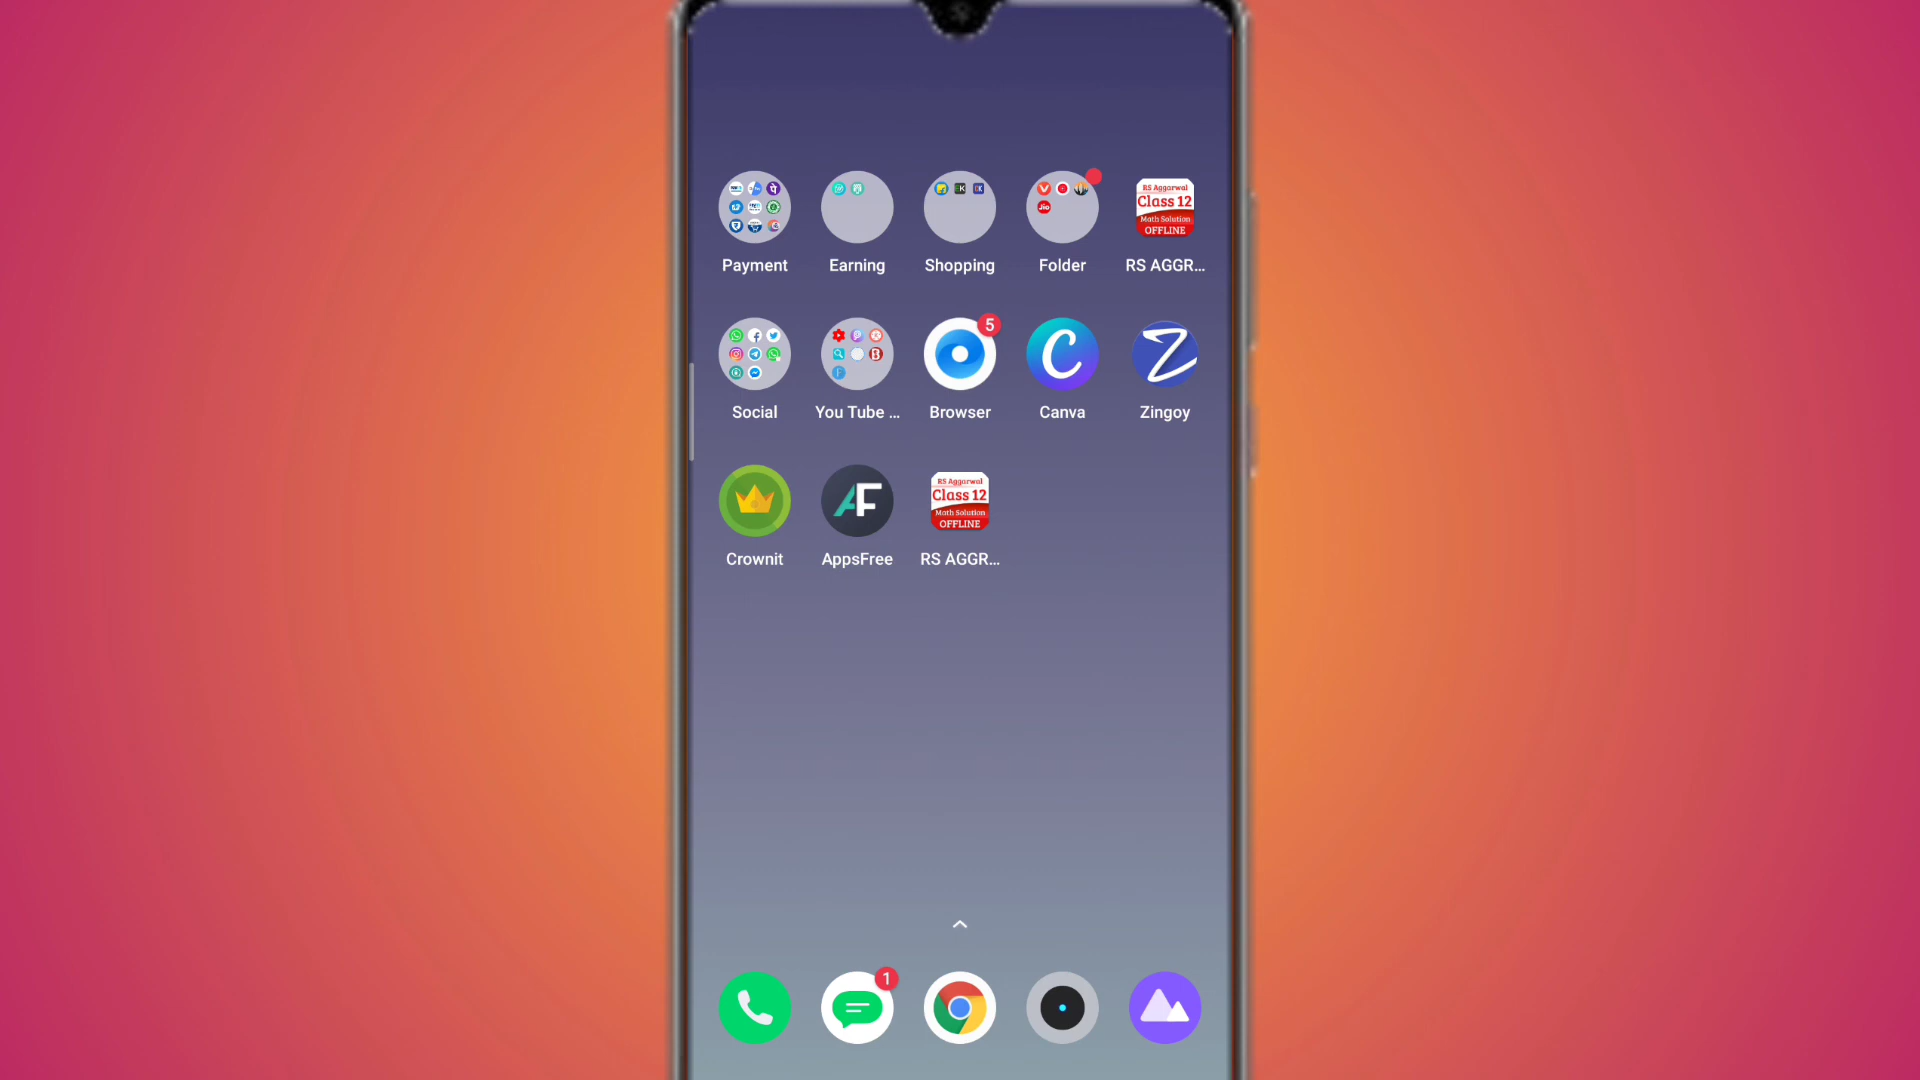 RS Aggarwal
Class 12
Math Solution
OFFLINE
Jio
Payment
Earning
Shopping
Folder
RS AGGR...
5
Social
You Tube ...
Browser
Canva
Zingoy
RS Aggarwal
Class 12
Math Solution
OFFLINE
Crownit
AppsFree
RS AGGR...
1